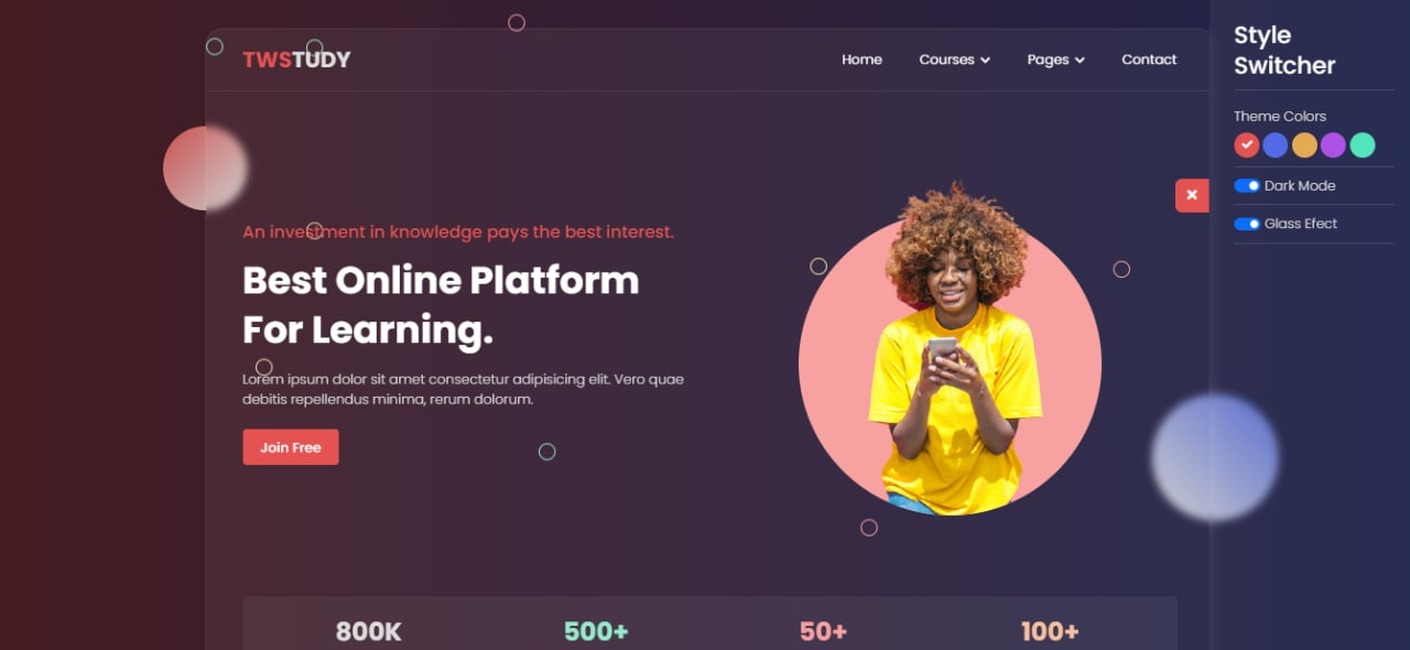 TWSTUDY
Home Courses Pages Contact
An investment in knowledge pays the best interest.
Best Online Platform
For Learning.
Lorem ipsum dolor sit amet consectetur adipisicing elit. Vero quae
debitis repellendus minima, rerum dolorum.
Join Free
800K 500+ 50+ 100+
Style
Switcher
Theme Colors
Dark Mode
Glass Efect